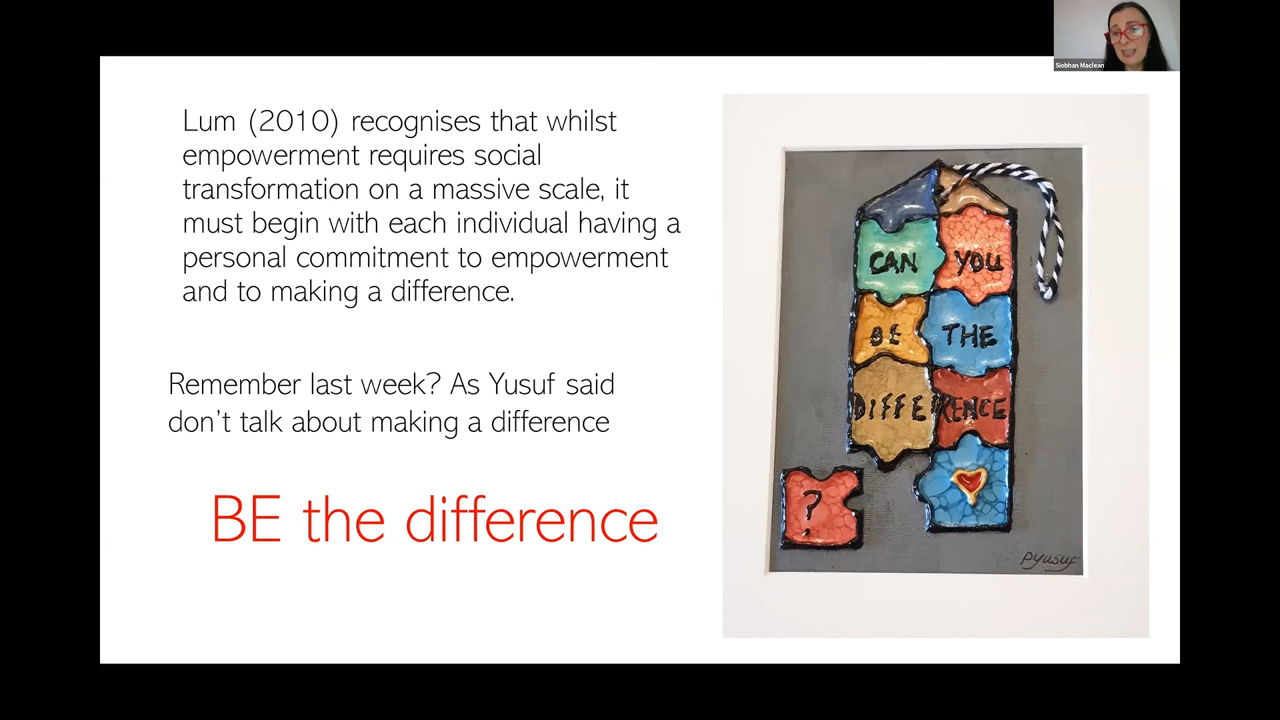 Siobhan Maclean
Lum (2010) recognises that whilst
empowerment requires social
transformation on a massive scale, it
must begin with each individual having a
personal commitment to empowerment
and to making a difference.
Remember last week? As Yusuf said
don't talk about making a difference
BE the difference
CAN YOU
BE THE
DIFFERENCE
?
PYusuf